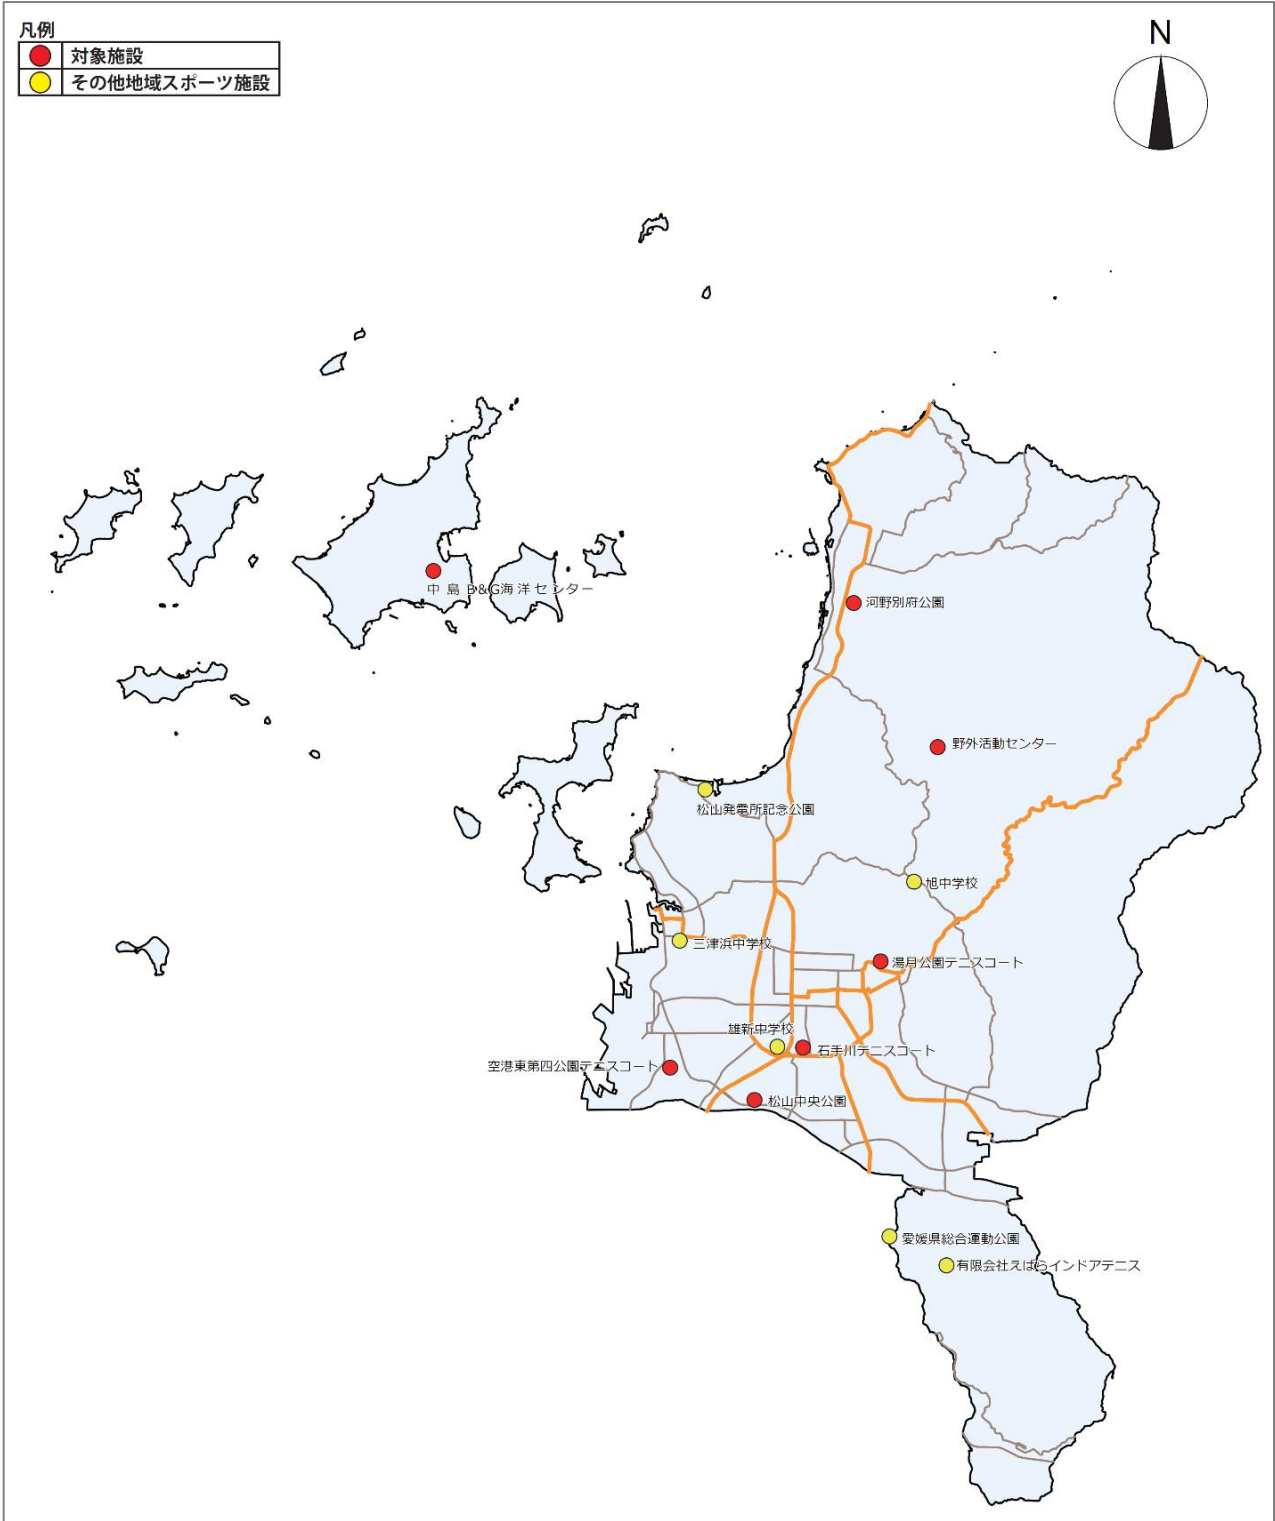 凡例
対象施設
その他地域スポーツ施設
N
中島B&G海洋センター
河野別府公園
野外活動センター
松山発電所記念公園
旭中学校
三津浜中学校
湯月公園テニスコート
雄新中学校
石手川テニスコート
空港東第四公園テニスコート
松山中央公園
愛媛県総合運動公園
有限会社えばらインドアテニス